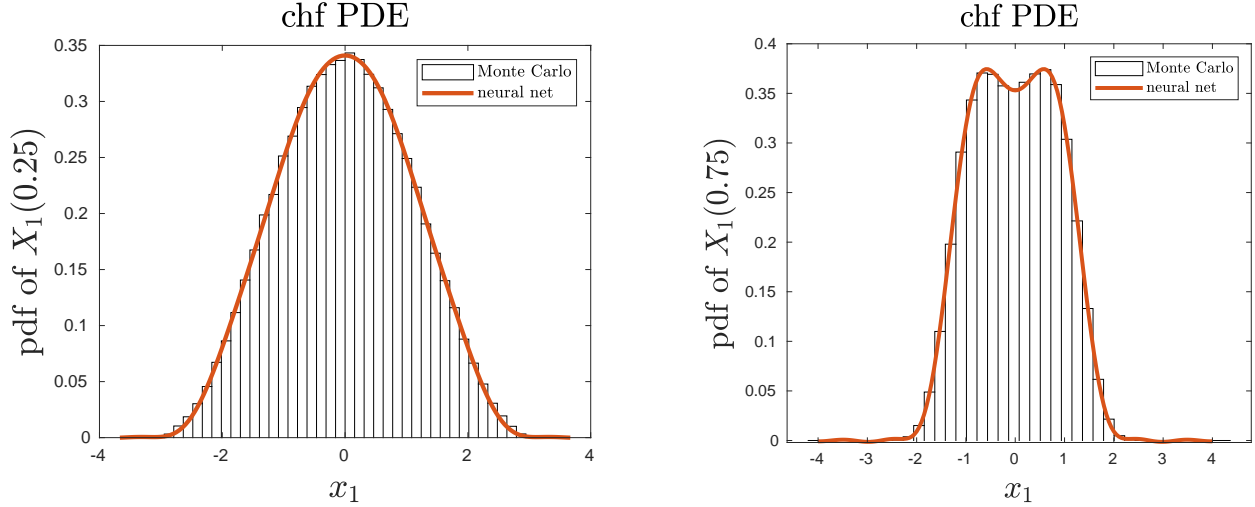 chf PDE
pdf of X₁(0.25)
0.35
0.3
0.25
0.2
0.15
0.1
0.05
0
Monte Carlo
neural net
-4 -2 0 2 4
x₁
chf PDE
pdf of X₁(0.75)
0.4
0.35
0.3
0.25
0.2
0.15
0.1
0.05
0
Monte Carlo
neural net
-4 -3 -2 -1 0 1 2 3 4
x₁